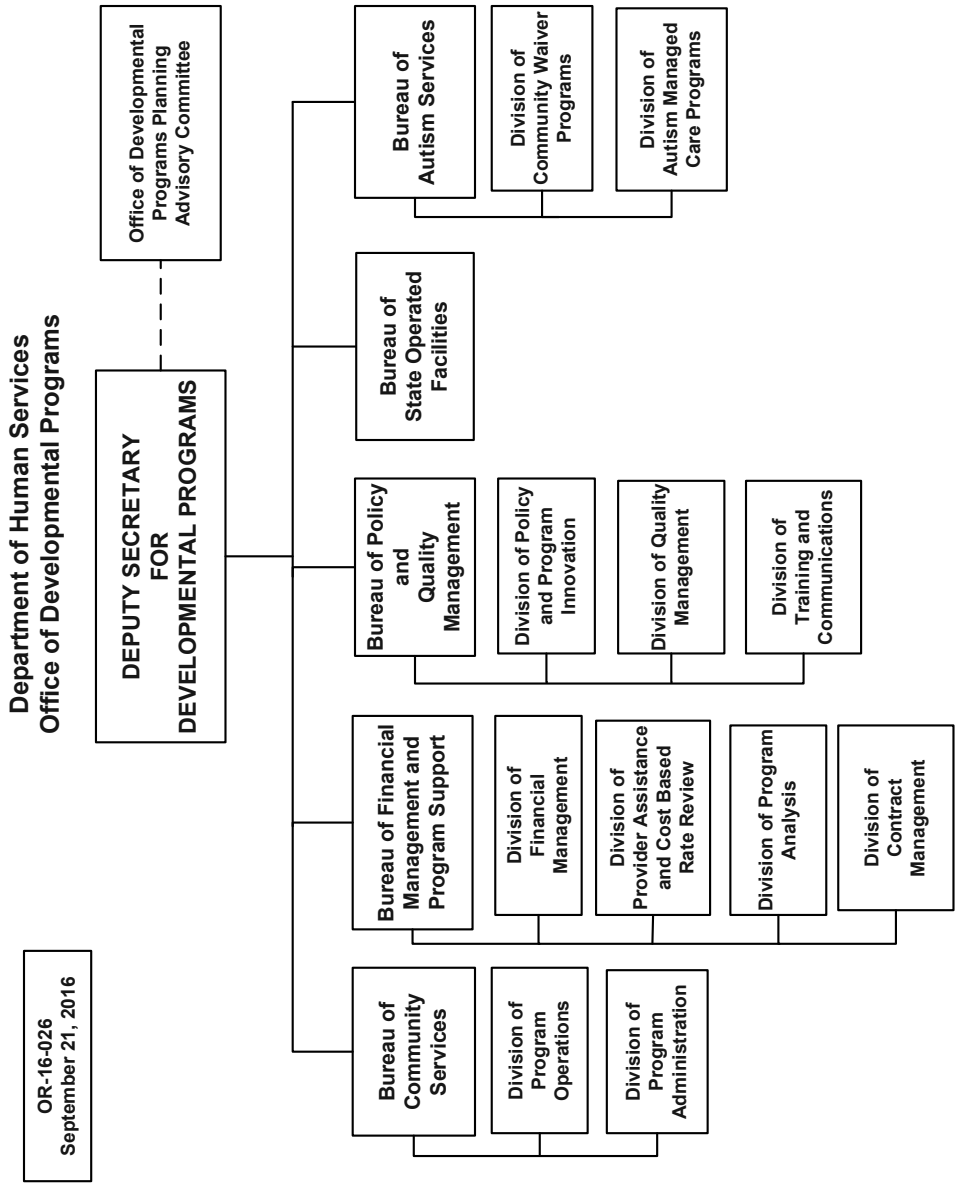 Department of Human Services
Office of Developmental Programs
OR-16-026
September 21, 2016
DEPUTY SECRETARY
FOR
DEVELOPMENTAL PROGRAMS
Office of Developmental
Programs Planning
Advisory Committee
Bureau of
Community
Services
Division of
Program
Operations
Division of
Program
Administration
Bureau of Financial
Management and
Program Support
Division of
Financial
Management
Division of
Provider Assistance
and Cost Based
Rate Review
Division of Program
Analysis
Division of
Contract
Management
Bureau of Policy
and
Quality
Management
Division of Policy
and Program
Innovation
Division of Quality
Management
Division of
Training and
Communications
Bureau of
State Operated
Facilities
Bureau of
Autism Services
Division of
Community Waiver
Programs
Division of
Autism Managed
Care Programs